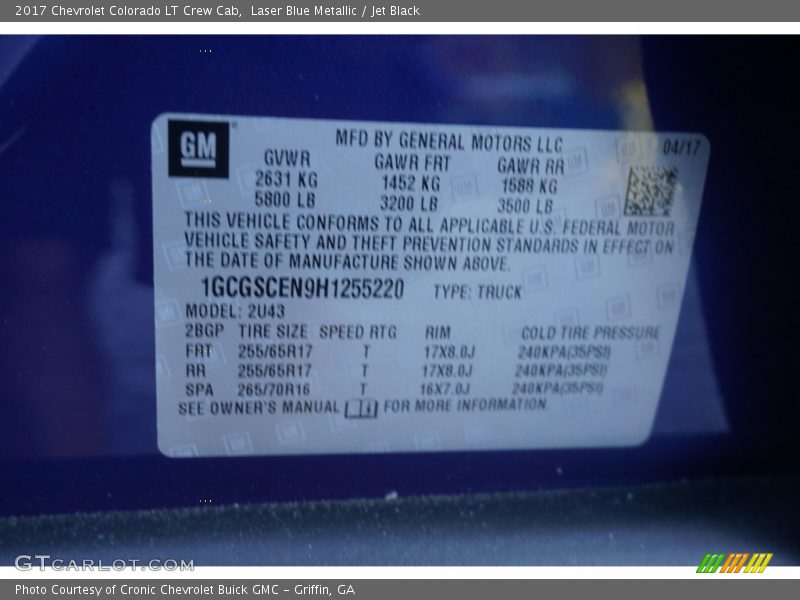 2017 Chevrolet Colorado LT Crew Cab, Laser Blue Metallic / Jet Black
GM
MFD BY GENERAL MOTORS LLC 04/17
GVWR GAWR FRT GAWR RR
2631 KG 1452 KG 1588 KG
5800 LB 3200 LB 3500 LB
THIS VEHICLE CONFORMS TO ALL APPLICABLE U.S. FEDERAL MOTOR
VEHICLE SAFETY AND THEFT PREVENTION STANDARDS IN EFFECT ON
THE DATE OF MANUFACTURE SHOWN ABOVE.
1GCGSCEN9H1255220 TYPE: TRUCK
MODEL: 2U43
2BGP TIRE SIZE SPEED RTG RIM COLD TIRE PRESSURE
FRT 255/65R17 T 17X8.0J 240KPA(35PSI)
RR 255/65R17 T 17X8.0J 240KPA(35PSI)
SPA 265/70R16 T 16X7.0J 240KPA(35PSI)
SEE OWNER'S MANUAL FOR MORE INFORMATION.
GTCARLOT.COM
Photo Courtesy of Cronic Chevrolet Buick GMC – Griffin, GA